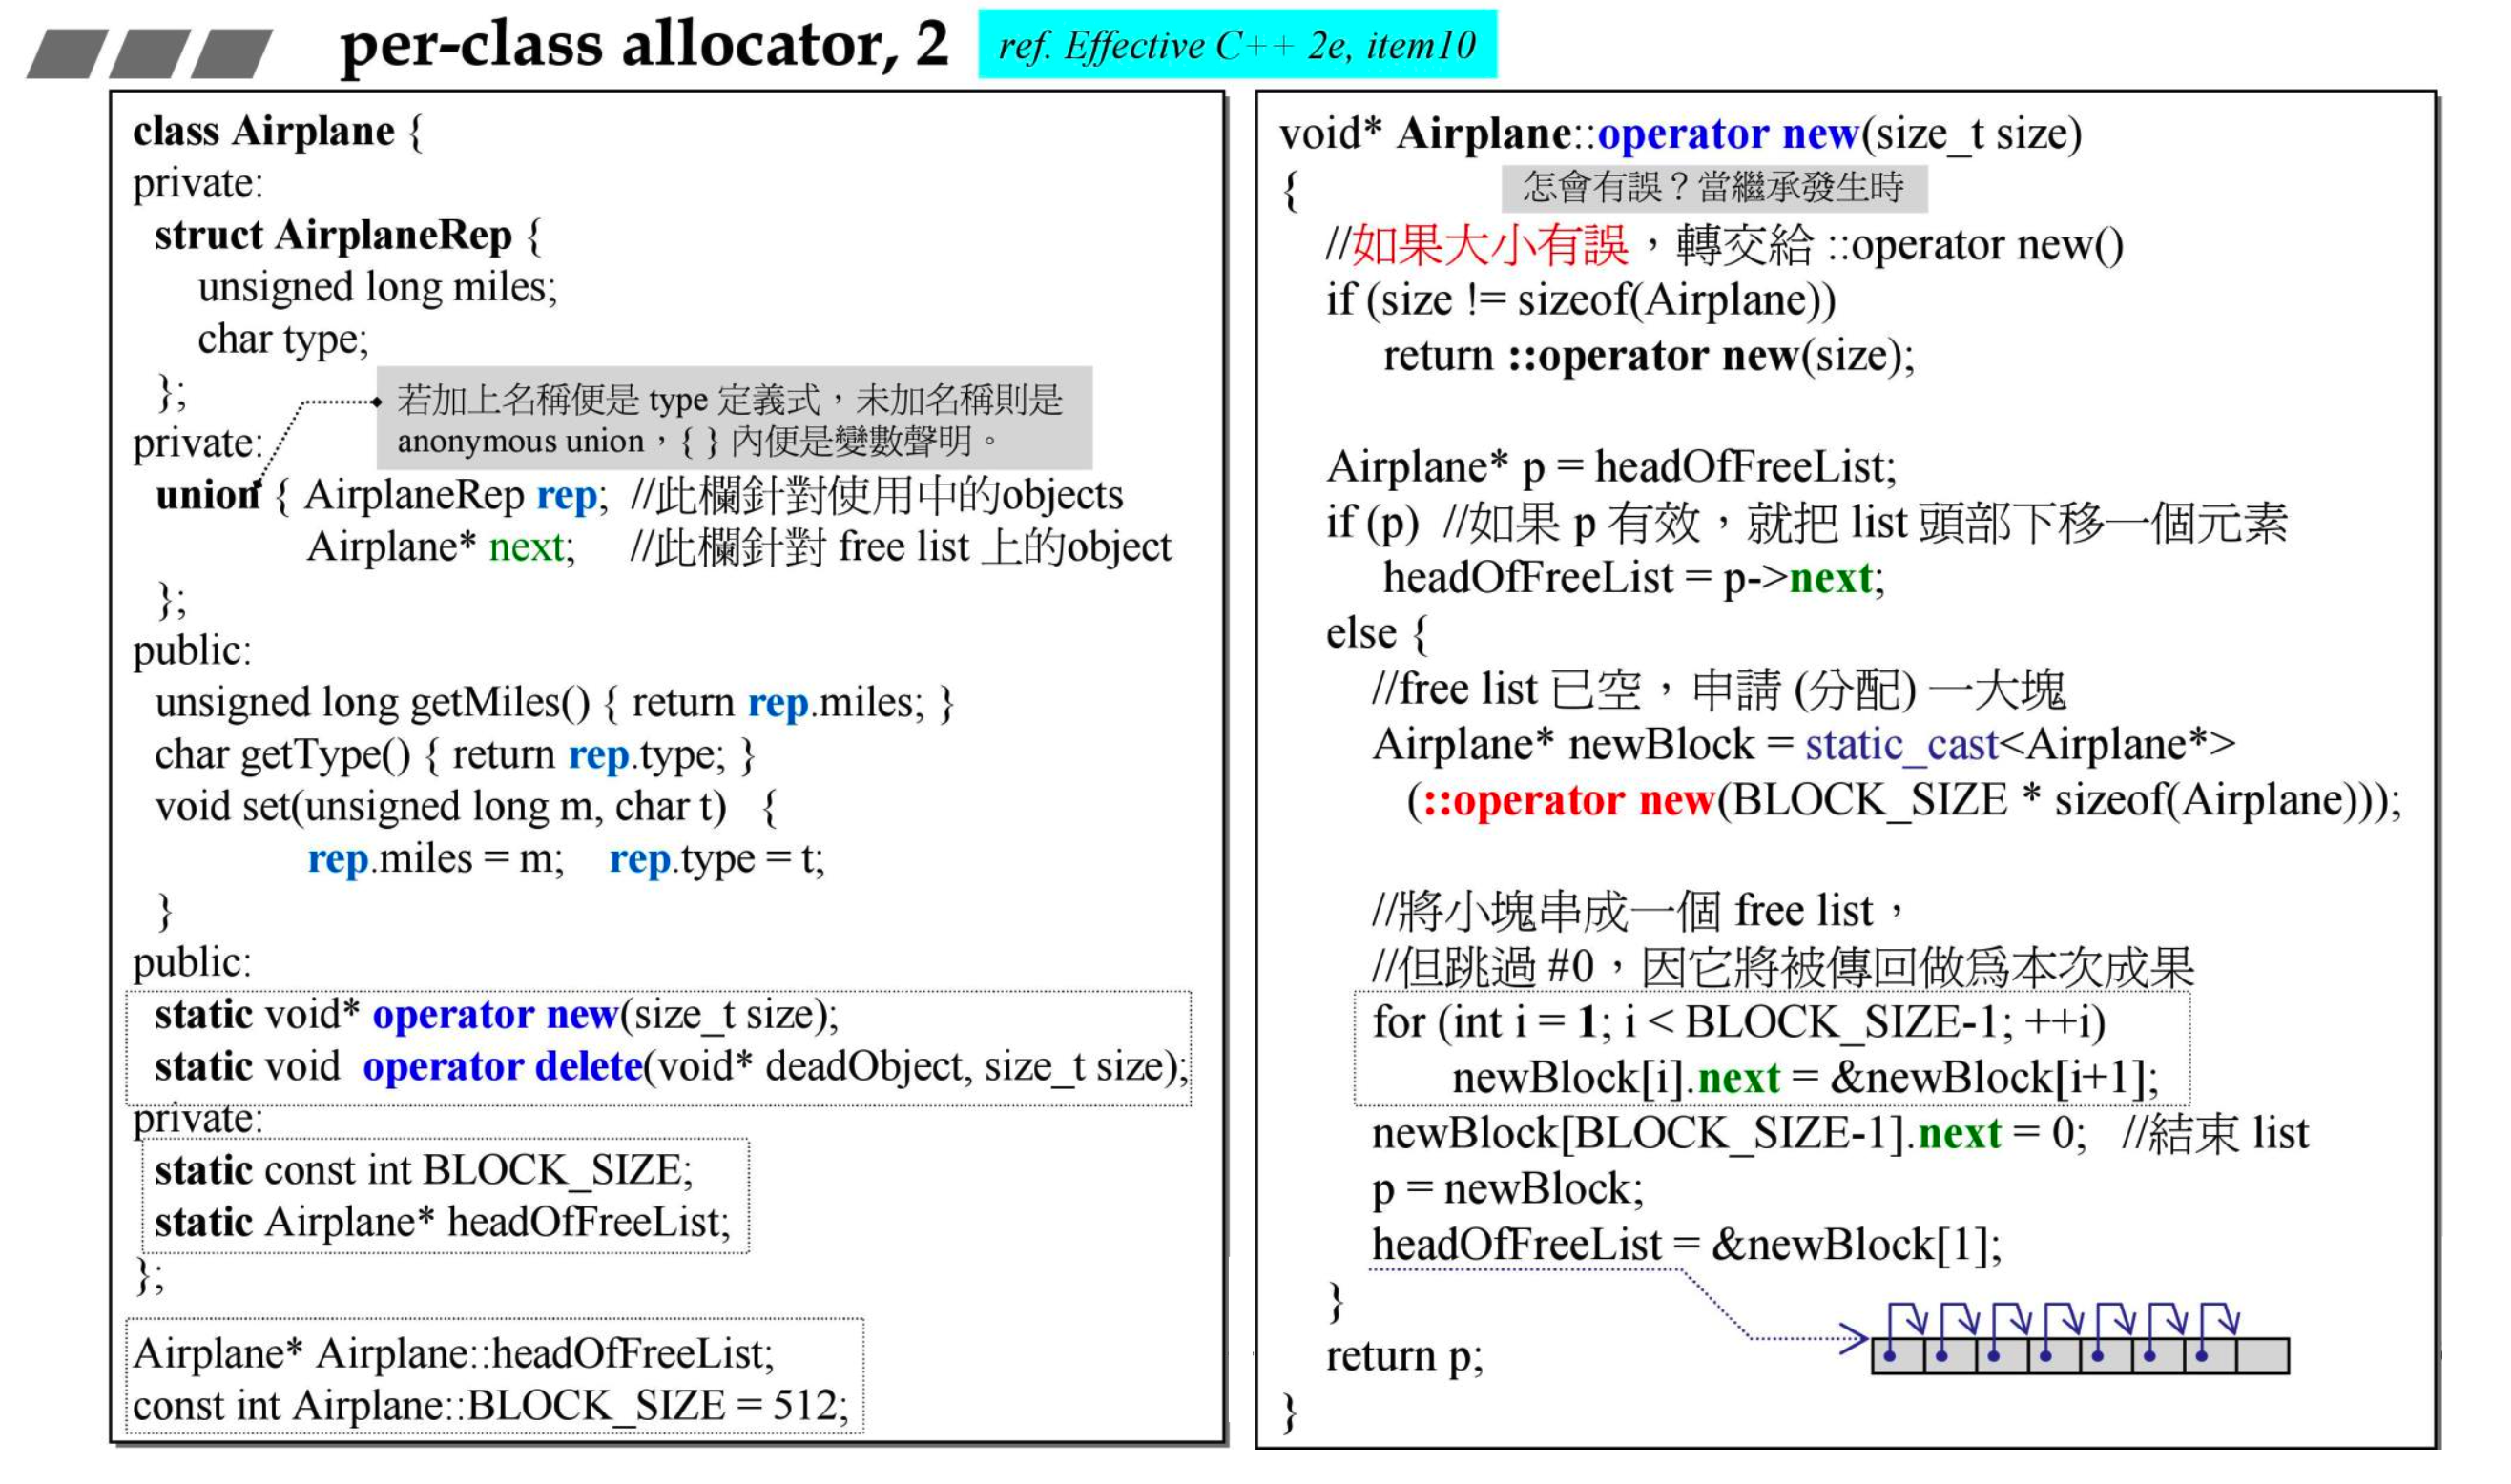 per-class allocator, 2
ref. Effective C++ 2e, item10
class Airplane {
private:
struct AirplaneRep {
unsigned long miles;
char type;
};
若加上名稱便是 type 定義式，未加名稱則是
anonymous union，{ } 內便是變數聲明。
private:
union { AirplaneRep rep; //此欄針對使用中的objects
Airplane* next; //此欄針對 free list 上的object
};
public:
unsigned long getMiles() { return rep.miles; }
char getType() { return rep.type; }
void set(unsigned long m, char t) {
rep.miles = m; rep.type = t;
}
public:
static void* operator new(size_t size);
static void operator delete(void* deadObject, size_t size);
private:
static const int BLOCK_SIZE;
static Airplane* headOfFreeList;
};
Airplane* Airplane::headOfFreeList;
const int Airplane::BLOCK_SIZE = 512;
void* Airplane::operator new(size_t size)
{
怎會有誤？當繼承發生時
//如果大小有誤，轉交給 ::operator new()
if (size != sizeof(Airplane))
return ::operator new(size);
Airplane* p = headOfFreeList;
if (p) //如果 p 有效，就把 list 頭部下移一個元素
headOfFreeList = p->next;
else {
//free list 已空，申請 (分配) 一大塊
Airplane* newBlock = static_cast<Airplane*>
(::operator new(BLOCK_SIZE * sizeof(Airplane)));
//將小塊串成一個 free list，
//但跳過 #0，因它將被傳回做為本次成果
for (int i = 1; i < BLOCK_SIZE-1; ++i)
newBlock[i].next = &newBlock[i+1];
newBlock[BLOCK_SIZE-1].next = 0; //結束 list
p = newBlock;
headOfFreeList = &newBlock[1];
}
return p;
}